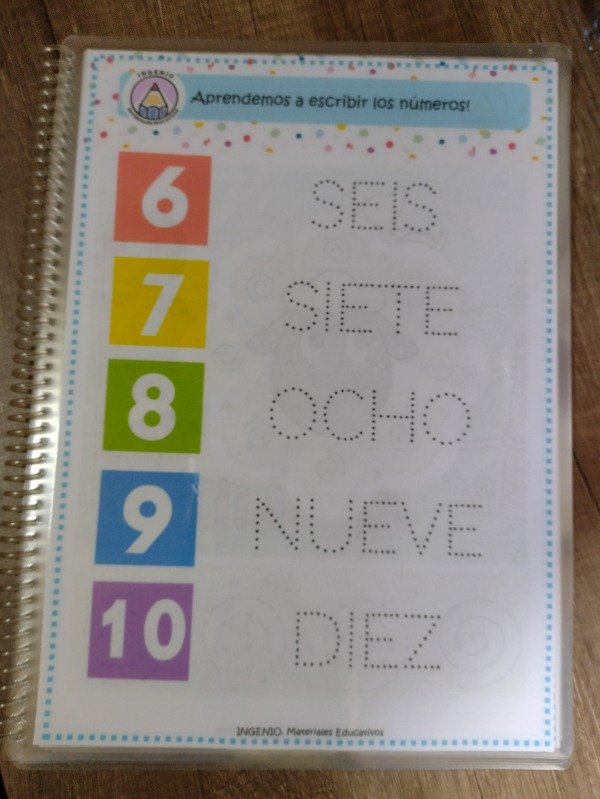 INGENIO
Aprendemos a escribir los números!
6 SEIS
7 SIETE
8 OCHO
9 NUEVE
10 DIEZ
INGENIO. Materiales Educativos